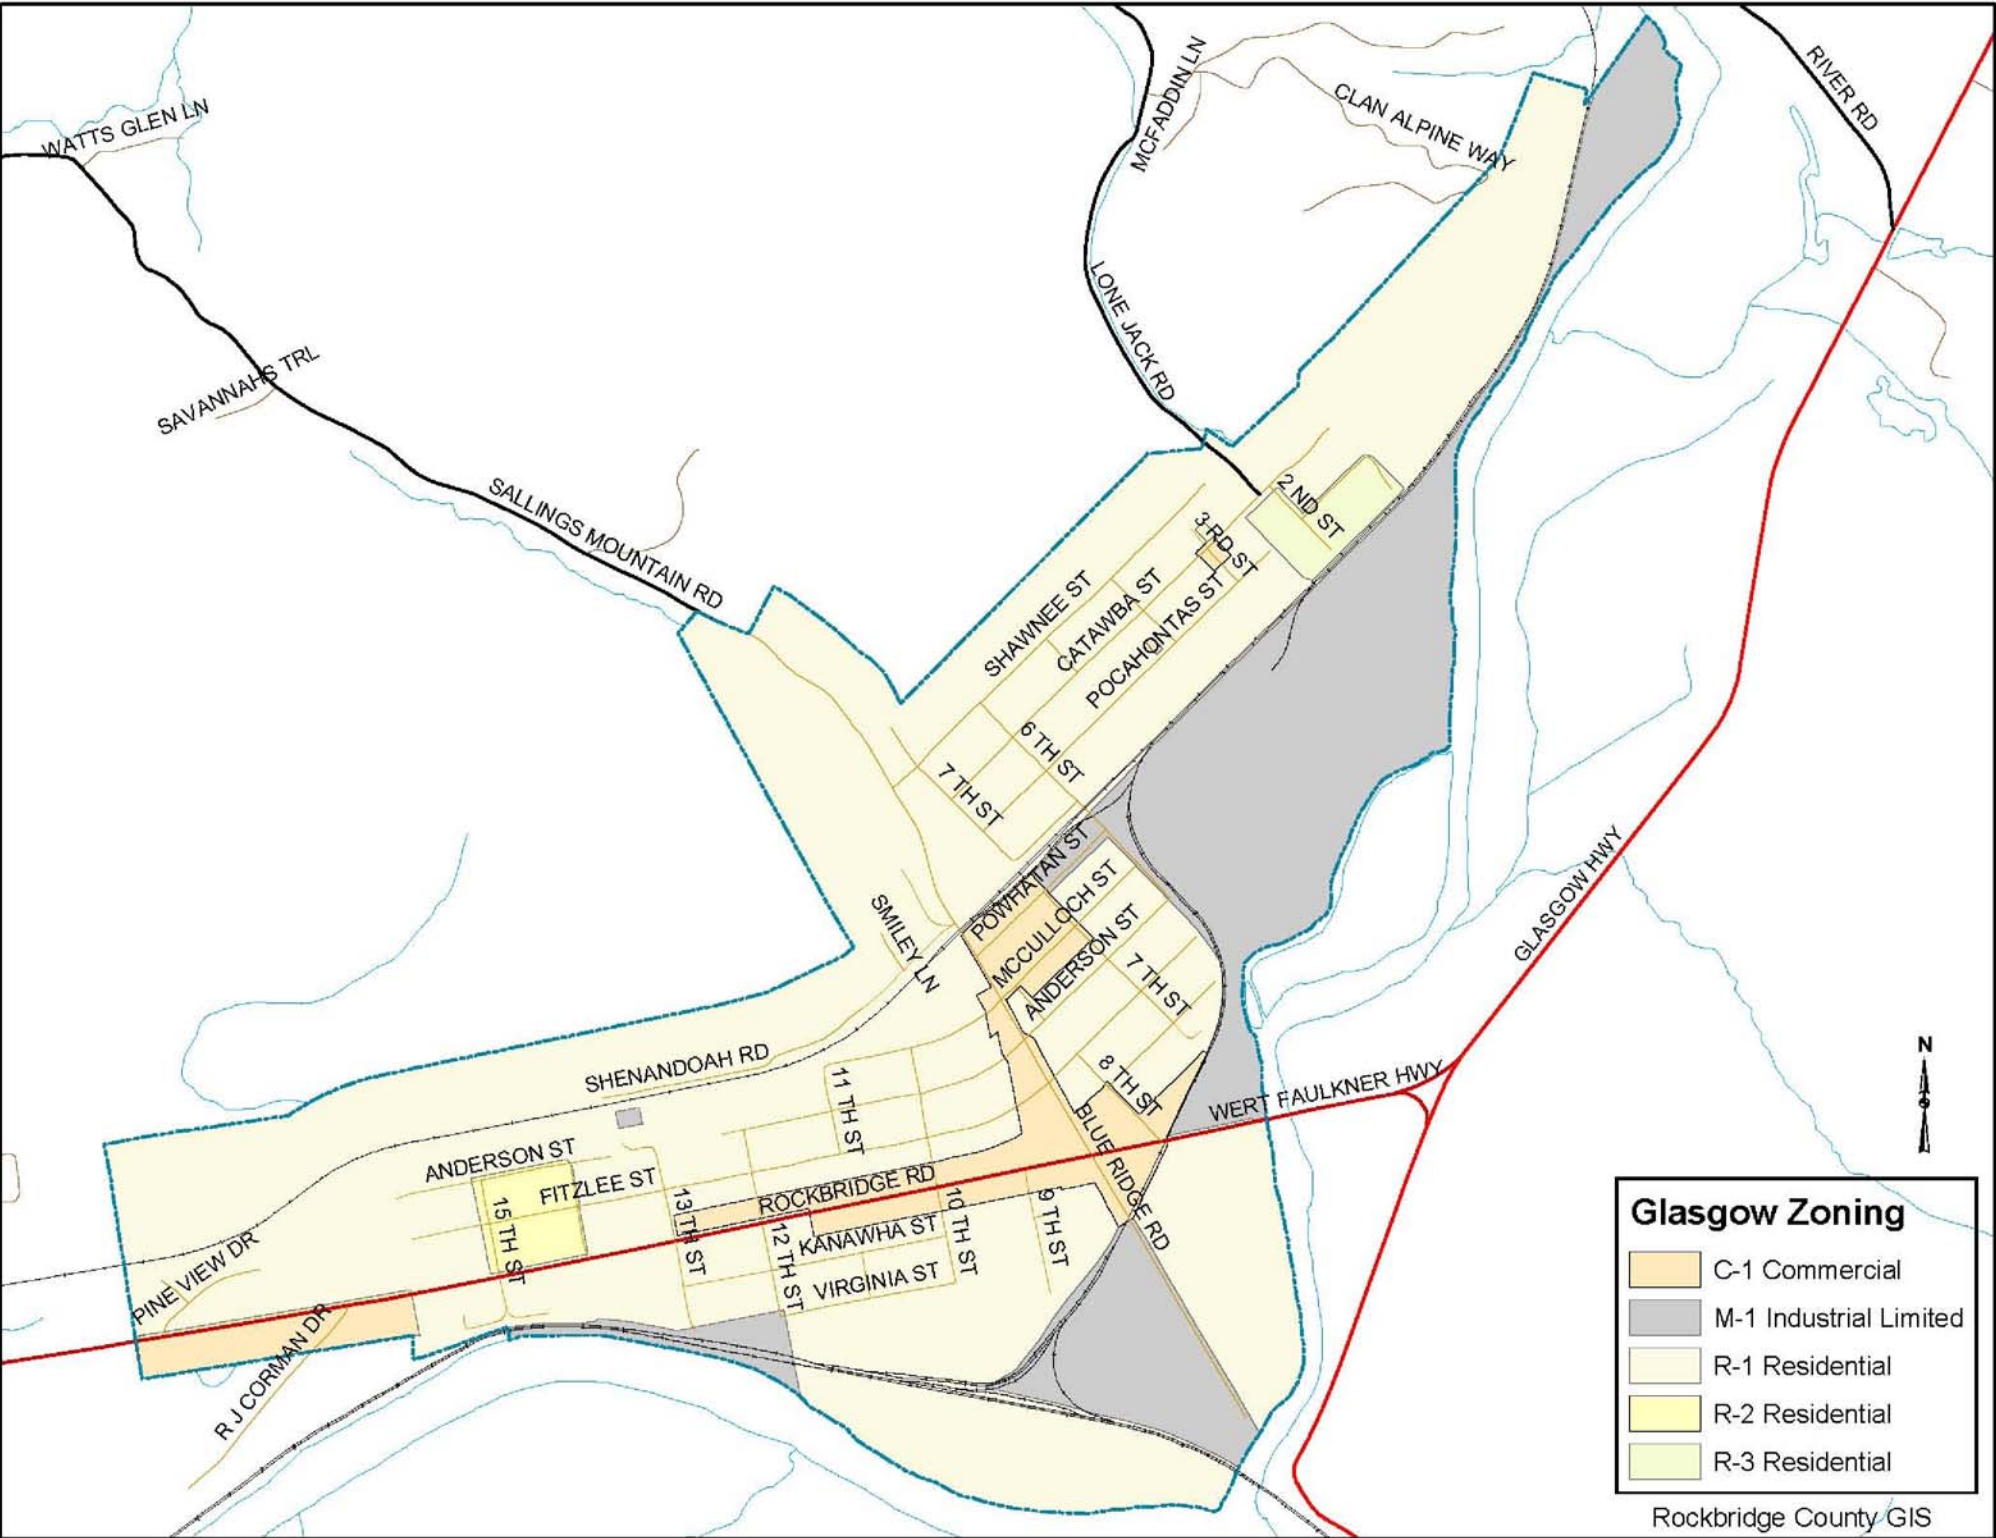 RIVER RD
MCFADDIN LN
CLAN ALPINE WAY
WATTS GLEN LN
LONE JACK RD
SAVANNAHS TRL
2 ND ST
SALLINGS MOUNTAIN RD
3 RD ST
SHAWNEE ST
CATAWBA ST
POCAHONTAS ST
6 TH ST
7 TH ST
POWHATAN ST
MCCULLOCH ST
ANDERSON ST
SMILEY LN
7 TH ST
GLASGOW HWY
SHENANDOAH RD
11 TH ST
8 TH ST
WERT FAULKNER HWY
N
BLUE RIDGE RD
ANDERSON ST
FITZLEE ST
15 TH ST
13 TH ST
ROCKBRIDGE RD
10 TH ST
9 TH ST
12 TH ST
KANAWHA ST
VIRGINIA ST
PINE VIEW DR
R J CORMAN DR
Glasgow Zoning
C-1 Commercial
M-1 Industrial Limited
R-1 Residential
R-2 Residential
R-3 Residential
Rockbridge County GIS